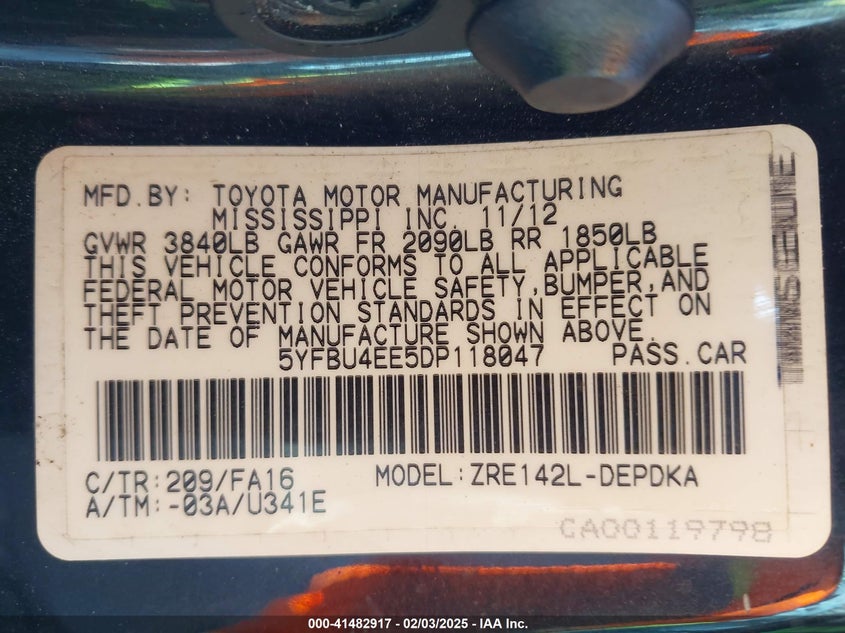 MFD.BY: TOYOTA MOTOR MANUFACTURING
MISSISSIPPI INC. 11/12
GVWR 3840LB GAWR FR 2090LB RR 1850LB
THIS VEHICLE CONFORMS TO ALL APPLICABLE
FEDERAL MOTOR VEHICLE SAFETY,BUMPER,AND
THEFT PREVENTION STANDARDS IN EFFECT ON
THE DATE OF MANUFACTURE SHOWN ABOVE.
5YFBU4EE5DP118047 PASS.CAR
C/TR:209/FA16 MODEL:ZRE142L-DEPDKA
A/TM:-03A/U341E
CA00119798
000-41482917 - 02/03/2025 - IAA Inc.